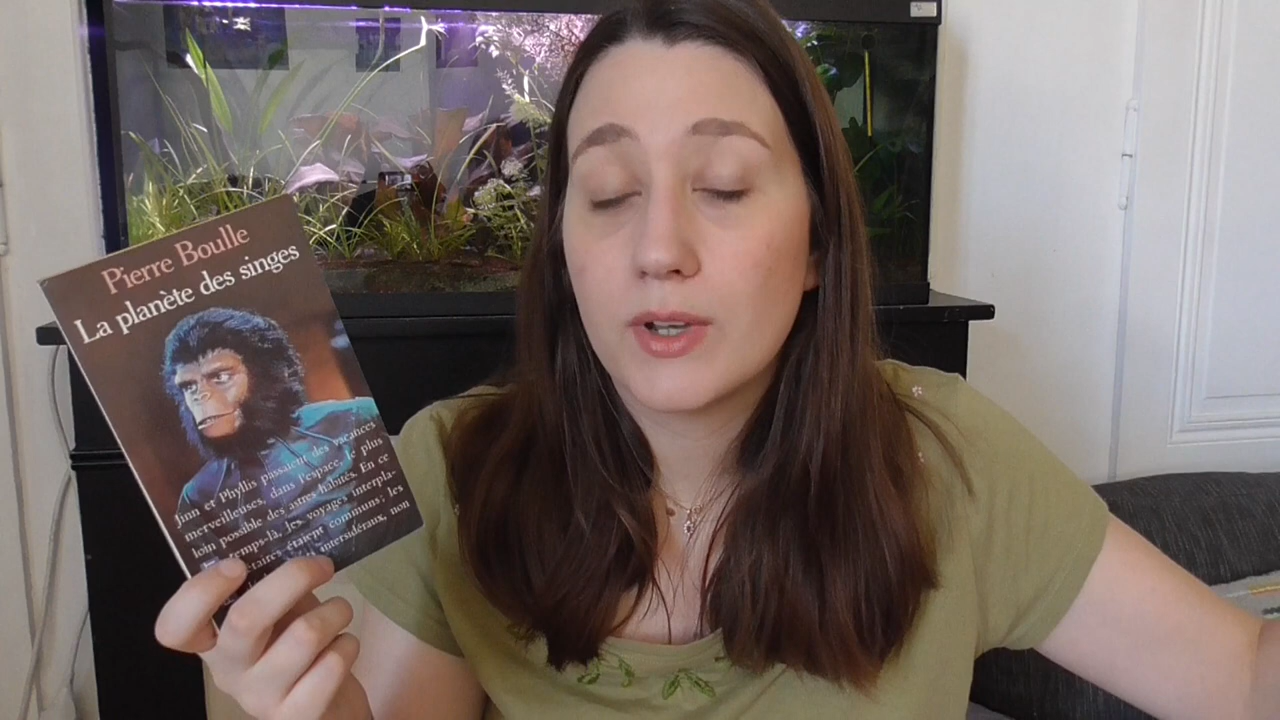 Pierre Boulle
La planète des singes
Jinn et Phyllis passaient des vacances
merveilleuses, dans l'espace, le plus
loin possible des astres habités. En ce
temps-là, les voyages interpla-
étaires étaient communs; les
intersidéraux, non